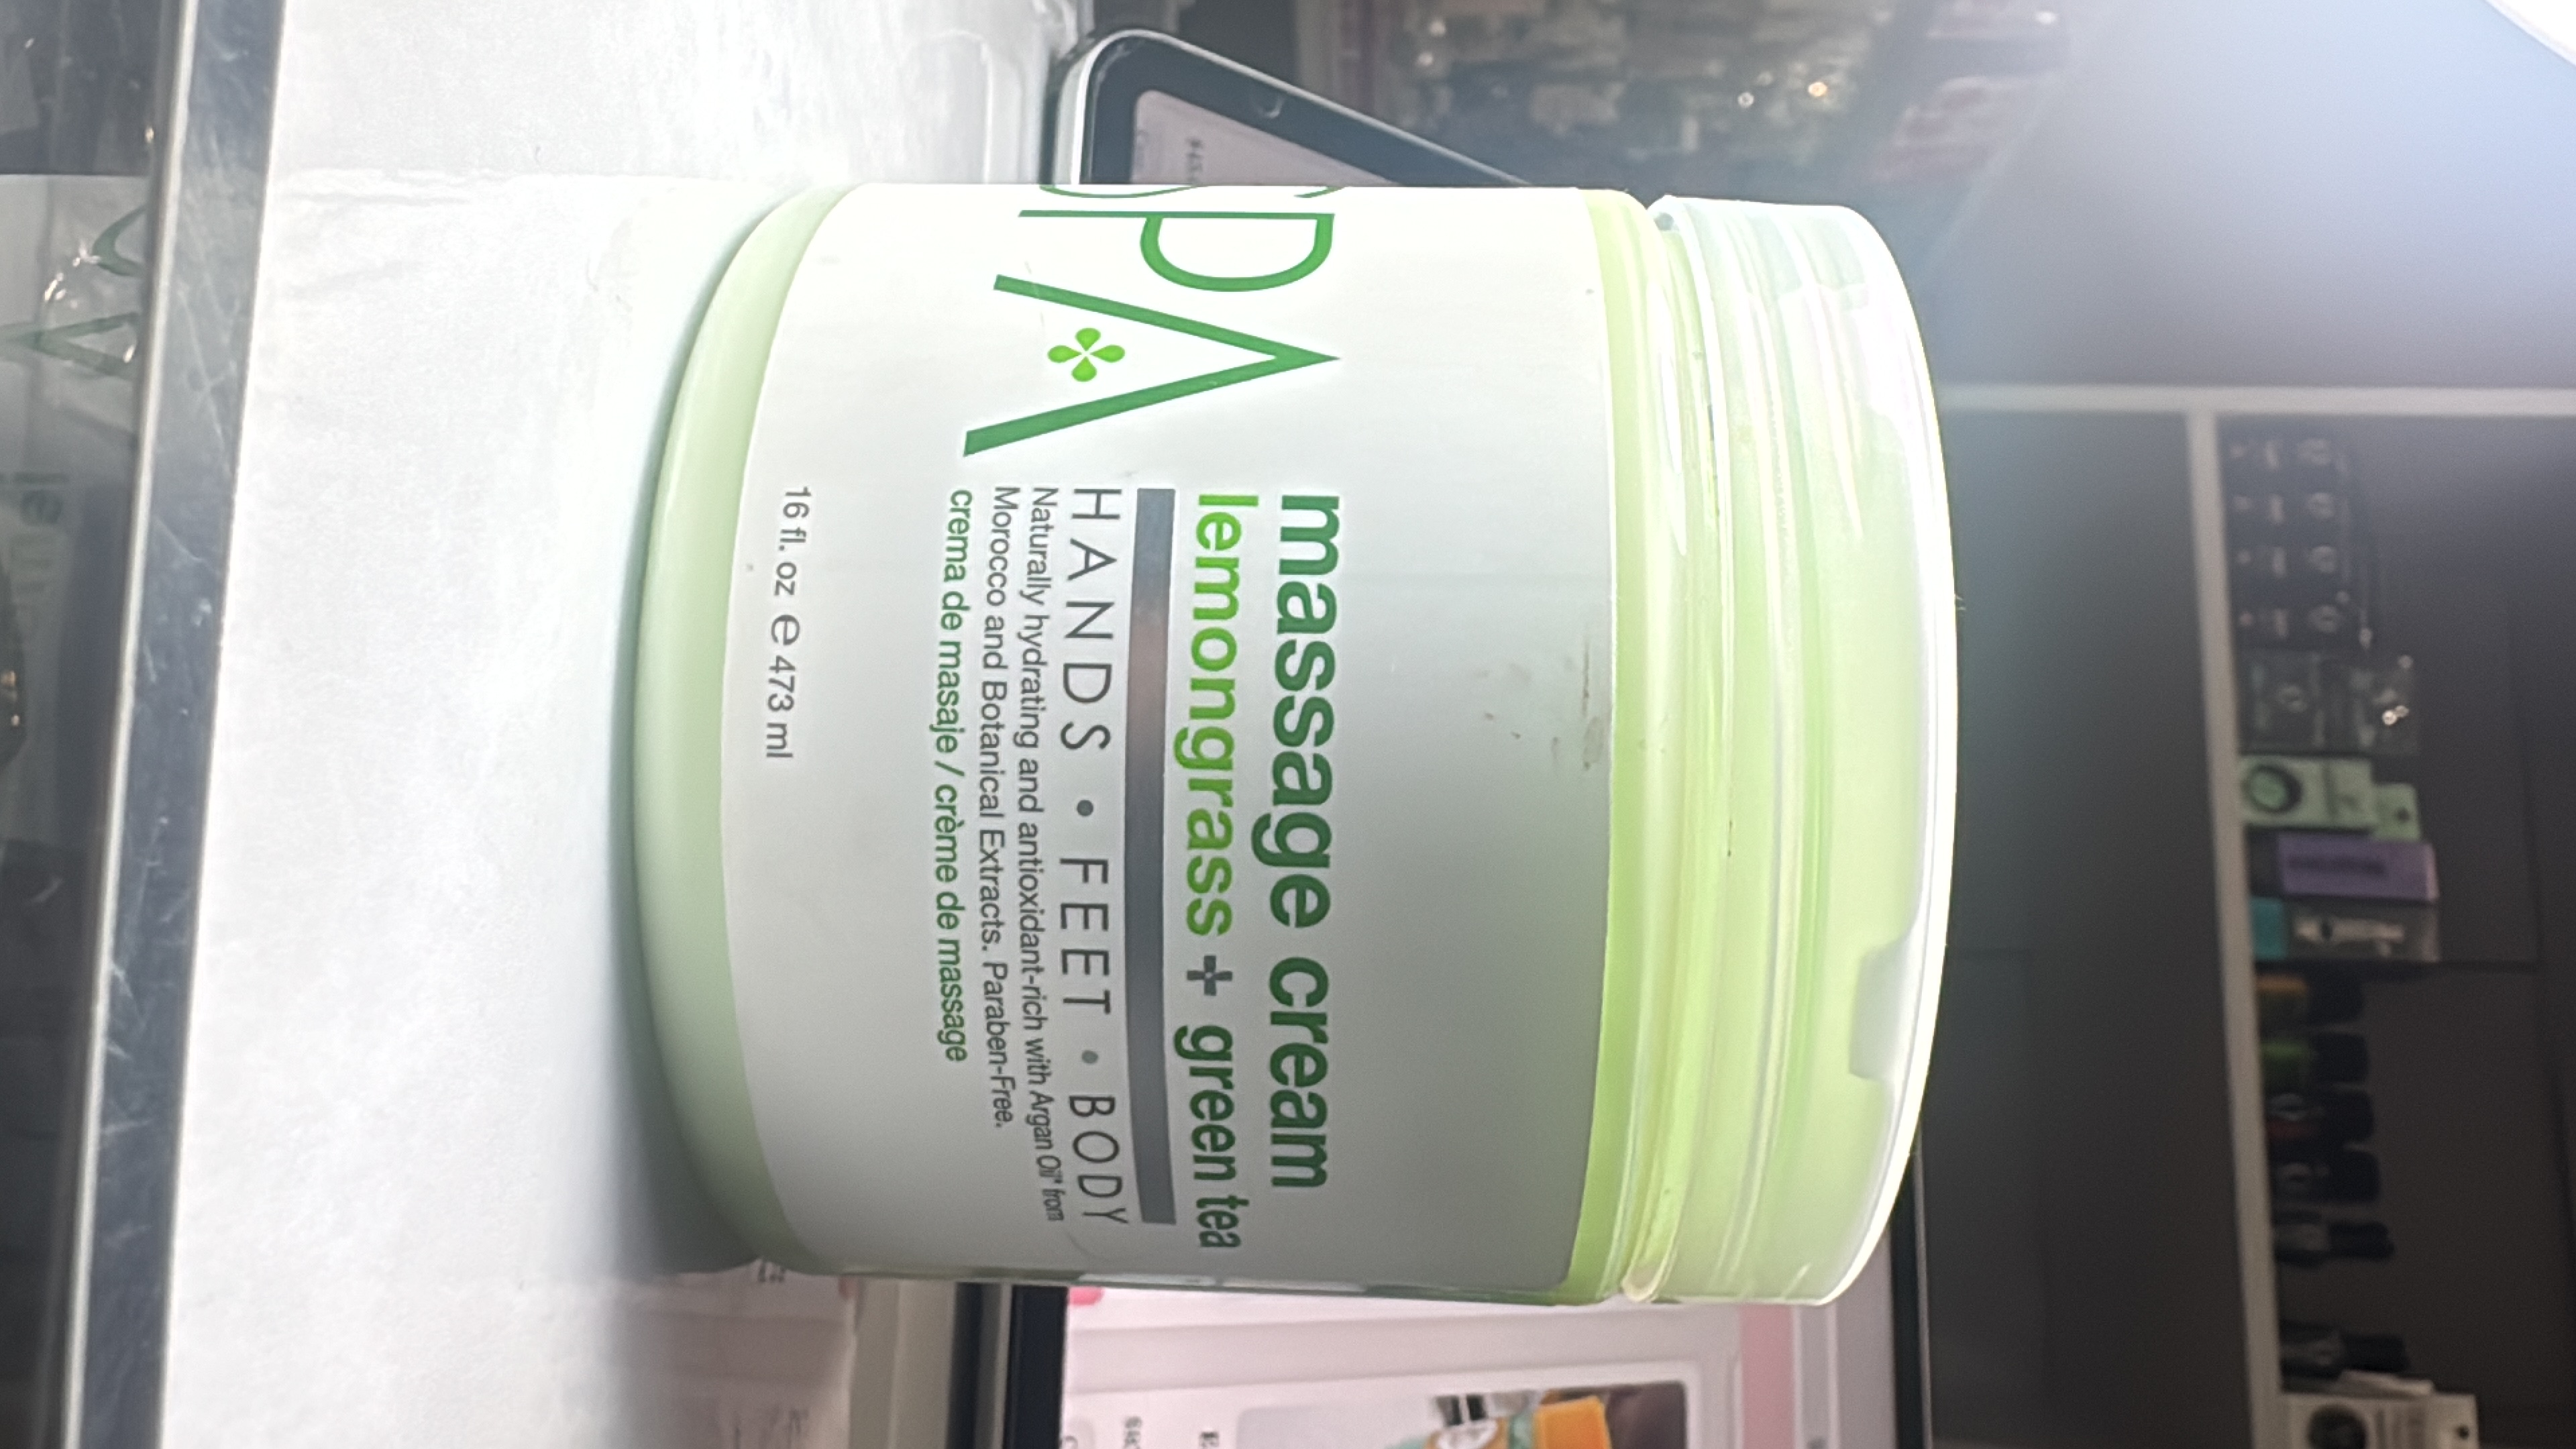 SPA
massage cream
lemongrass + green tea
HANDS • FEET • BODY
Naturally hydrating and antioxidant-rich with Argan Oil* from
Morocco and Botanical Extracts. Paraben-Free.
crema de masaje / crème de massage
16 fl. oz ℮ 473 ml